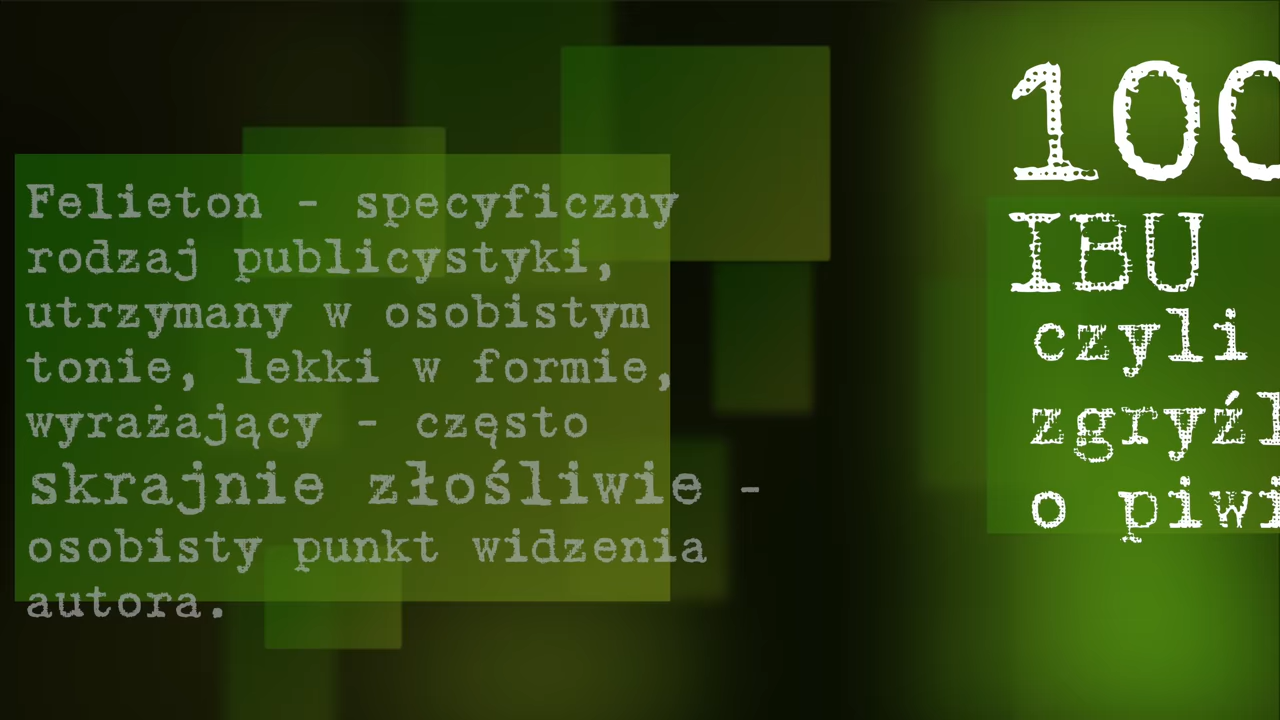 Felieton - specyficzny
rodzaj publicystyki,
utrzymany w osobistym
tonie, lekki w formie,
wyrażający - często
skrajnie złośliwie -
osobisty punkt widzenia
autora.
100
IBU
czyli
o